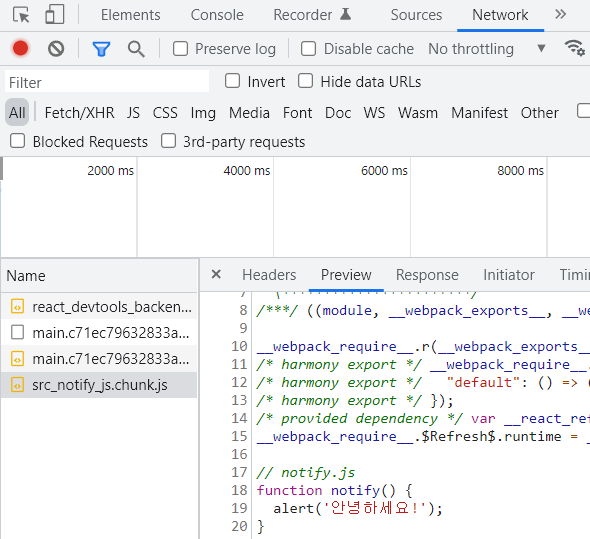 Elements Console Recorder Sources Network
Preserve log Disable cache No throttling
Filter Invert Hide data URLs
All Fetch/XHR JS CSS Img Media Font Doc WS Wasm Manifest Other
Blocked Requests 3rd-party requests
2000 ms 4000 ms 6000 ms 8000 ms
Name
react_devtools_backen...
main.c71ec79632833a...
main.c71ec79632833a...
src_notify_js.chunk.js
Headers Preview Response Initiator Timin
8 /***/ ((module, __webpack_exports__, __we
9
10 __webpack_require__.r(__webpack_exports__
11 /* harmony export */ __webpack_require__.
12 /* harmony export */ "default": () => (
13 /* harmony export */ });
14 /* provided dependency */ var __react_ref
15 __webpack_require__.$Refresh$.runtime = _
16
17 // notify.js
18 function notify() {
19 alert('안녕하세요!');
20 }